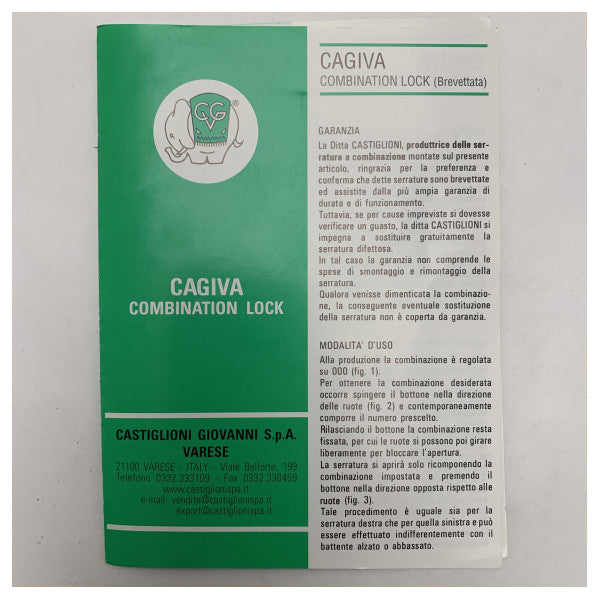 CVG
®
CAGIVA
COMBINATION LOCK
CASTIGLIONI GIOVANNI S.p.A.
VARESE
21100 VARESE - ITALY - Viale Belforte, 199
Telefono 0332.333109 - Fax 0332 330459
www.castiglionispa.it
e-mail: vendite@castiglionispa.it
export@castiglionispa.it
CAGIVA
COMBINATION LOCK (Brevettata)
GARANZIA
La Ditta CASTIGLIONI, produttrice delle ser-
rature a combinazione montate sul presente
articolo, ringrazia per la preferenza e
conferma che dette serrature sono brevettate
ed assistite dalla più ampia garanzia di
durata e di funzionamento.
Tuttavia, se per cause impreviste si dovesse
verificare un guasto, la ditta CASTIGLIONI si
impegna a sostituire gratuitamente la
serratura difettosa.
In tal caso la garanzia non comprende le
spese di smontaggio e rimontaggio della
serratura.
Qualora venisse dimenticata la combinazio-
ne, la conseguente eventuale sostituzione
della serratura non è coperta da garanzia.
MODALITA' D'USO
Alla produzione la combinazione è regolata
su 000 (fig. 1).
Per ottenere la combinazione desiderata
occorre spingere il bottone nella direzione
delle ruote (fig. 2) e contemporaneamente
comporre il numero prescelto.
Rilasciando il bottone la combinazione resta
fissata, per cui le ruote si possono poi girare
liberamente per bloccare l'apertura.
La serratura si aprirà solo ricomponendo la
combinazione impostata e premendo il
bottone nella direzione opposta rispetto alle
ruote (fig. 3).
Tale procedimento è uguale sia per la
serratura destra che per quella sinistra e può
essere effettuato indifferentemente con il
battente alzato o abbassato.